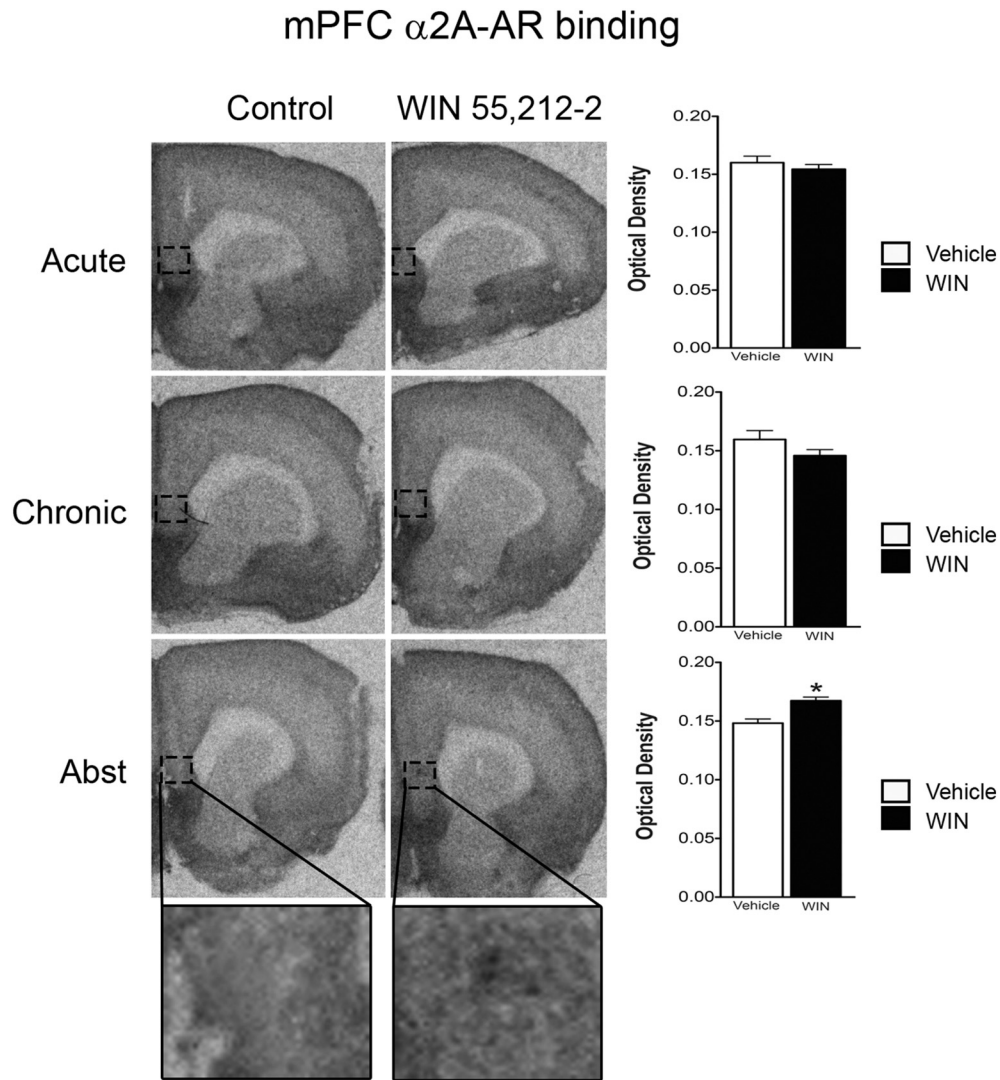 mPFC α2A-AR binding
Control
WIN 55,212-2
Acute
Optical Density
0.20
0.15
0.10
0.05
0.00
Vehicle
WIN
Vehicle
WIN
Chronic
Optical Density
0.20
0.15
0.10
0.05
0.00
Vehicle
WIN
Vehicle
WIN
Abst
Optical Density
0.20
0.15
0.10
0.05
0.00
*
Vehicle
WIN
Vehicle
WIN